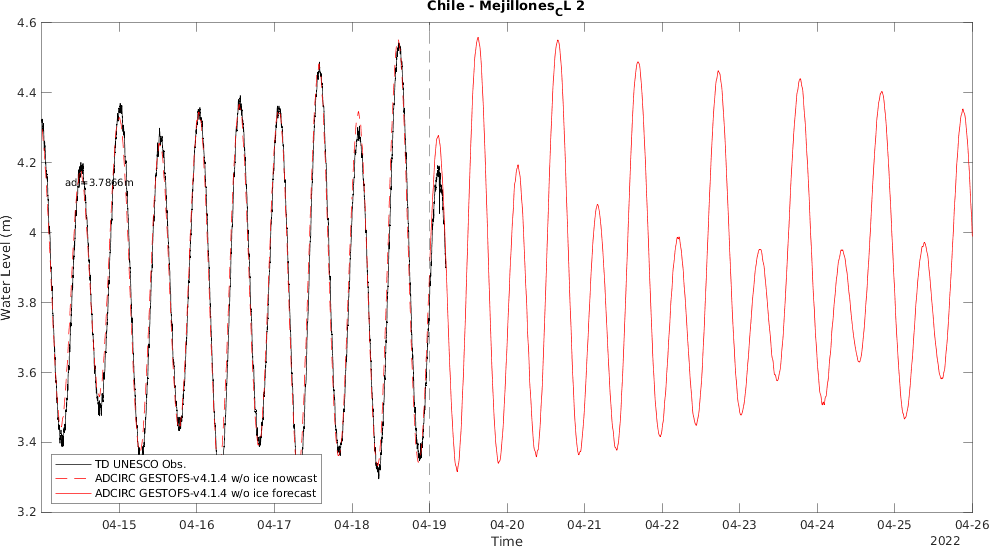 Chile - Mejillones_CL 2
4.6
4.4
4.2
4
3.8
3.6
3.4
3.2
Water Level (m)
adj=3.7866m
TD UNESCO Obs.
ADCIRC GESTOFS-v4.1.4 w/o ice nowcast
ADCIRC GESTOFS-v4.1.4 w/o ice forecast
04-15 04-16 04-17 04-18 04-19 04-20 04-21 04-22 04-23 04-24 04-25 04-26
Time
2022